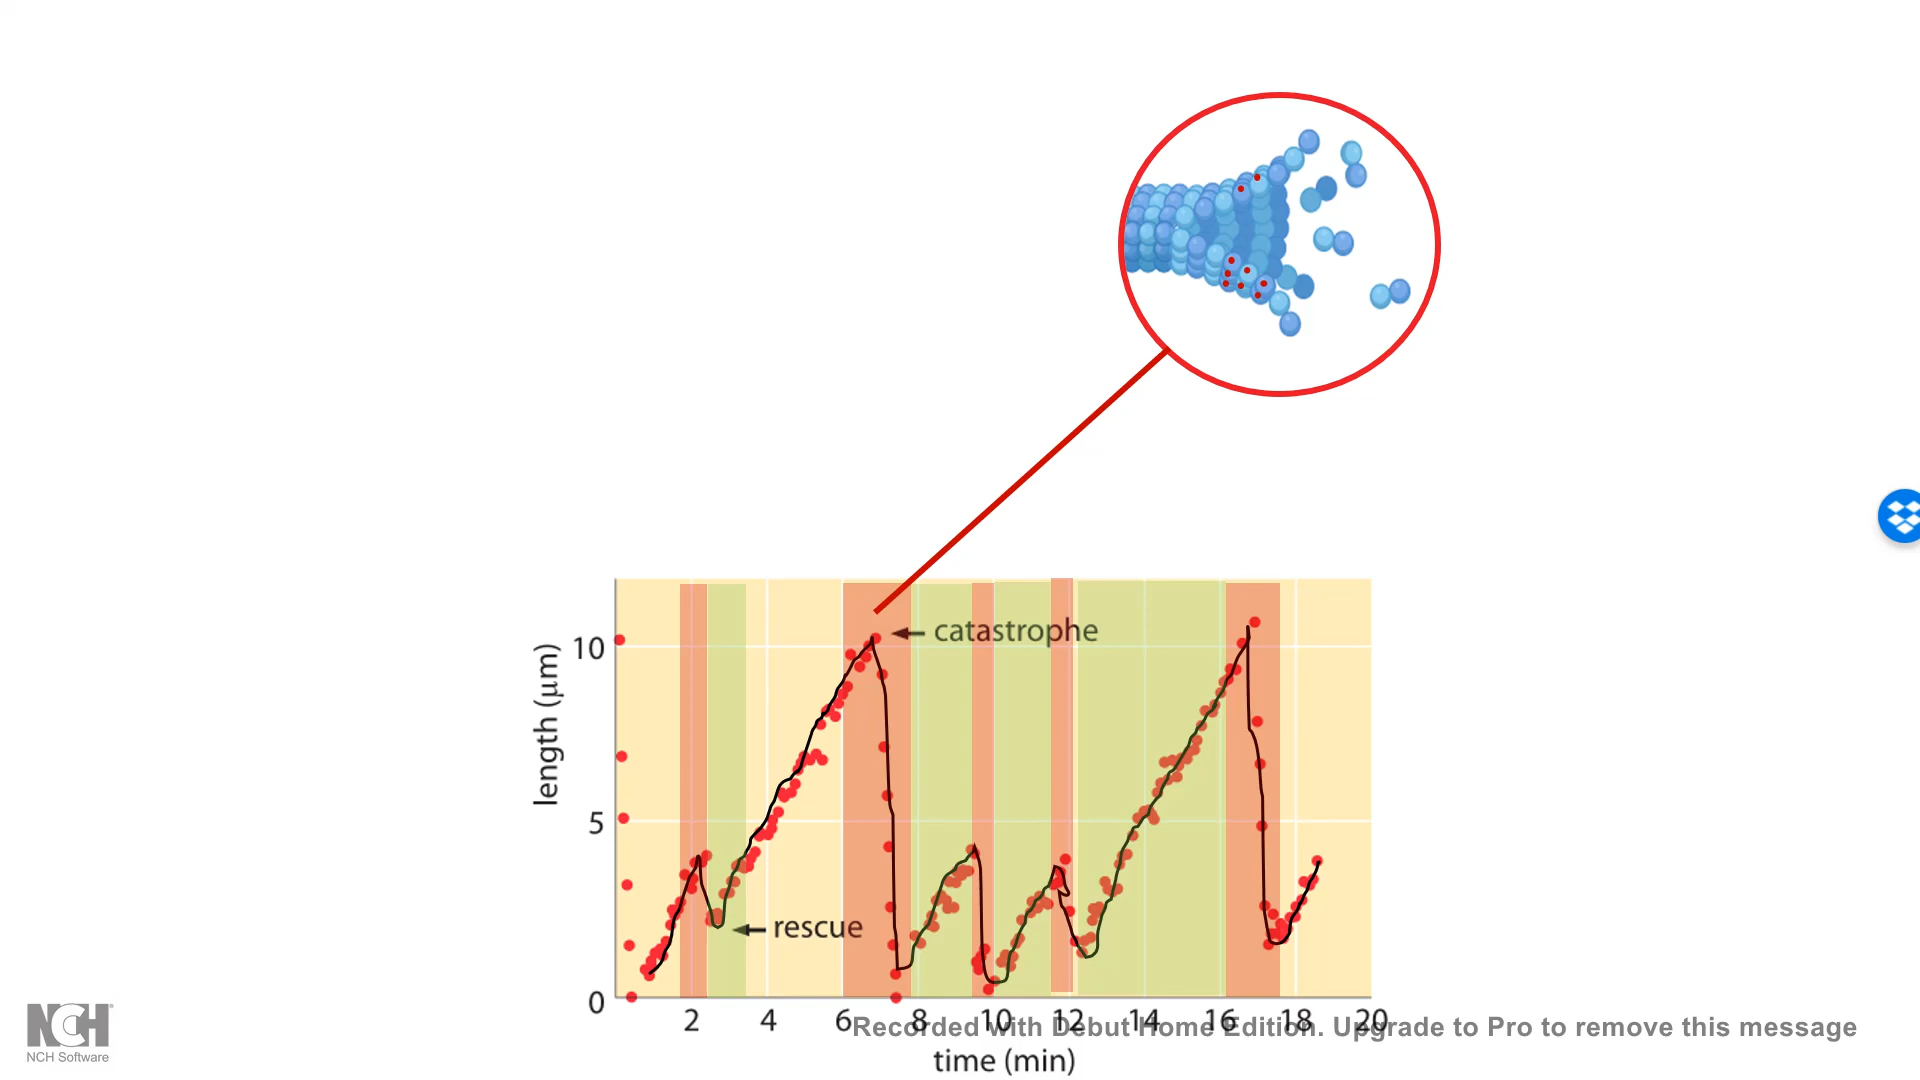 catastrophe
10
length (μm)
5
rescue
0
2 4 6 8 10 12 14 16 18 20
Recorded with Debut Home Edition. Upgrade to Pro to remove this message
time (min)
NCH
NCH Software